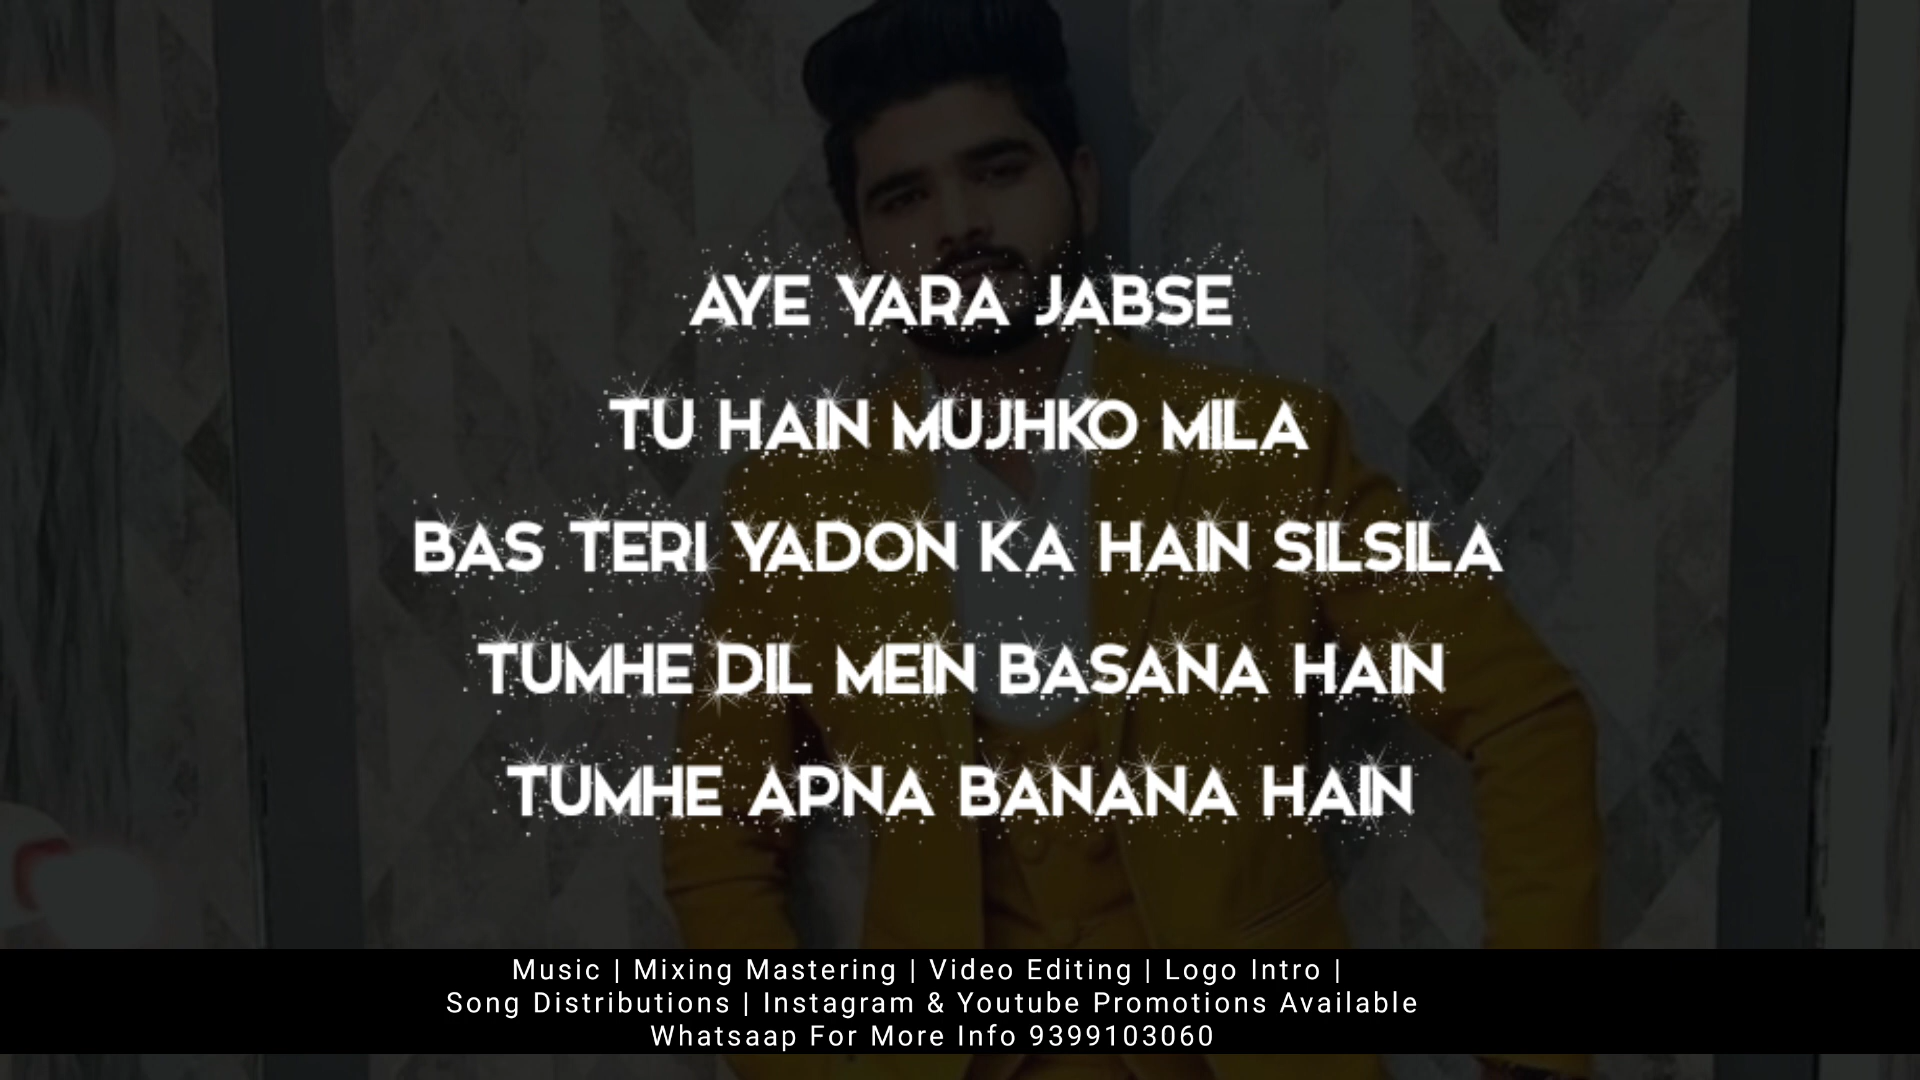 AYE YARA JABSE
TU HAIN MUJHKO MILA
BAS TERI YADON KA HAIN SILSILA
TUMHE DIL MEIN BASANA HAIN
TUMHE APNA BANANA HAIN
Music | Mixing Mastering | Video Editing | Logo Intro |
Song Distributions | Instagram & Youtube Promotions Available
Whatsaap For More Info 9399103060